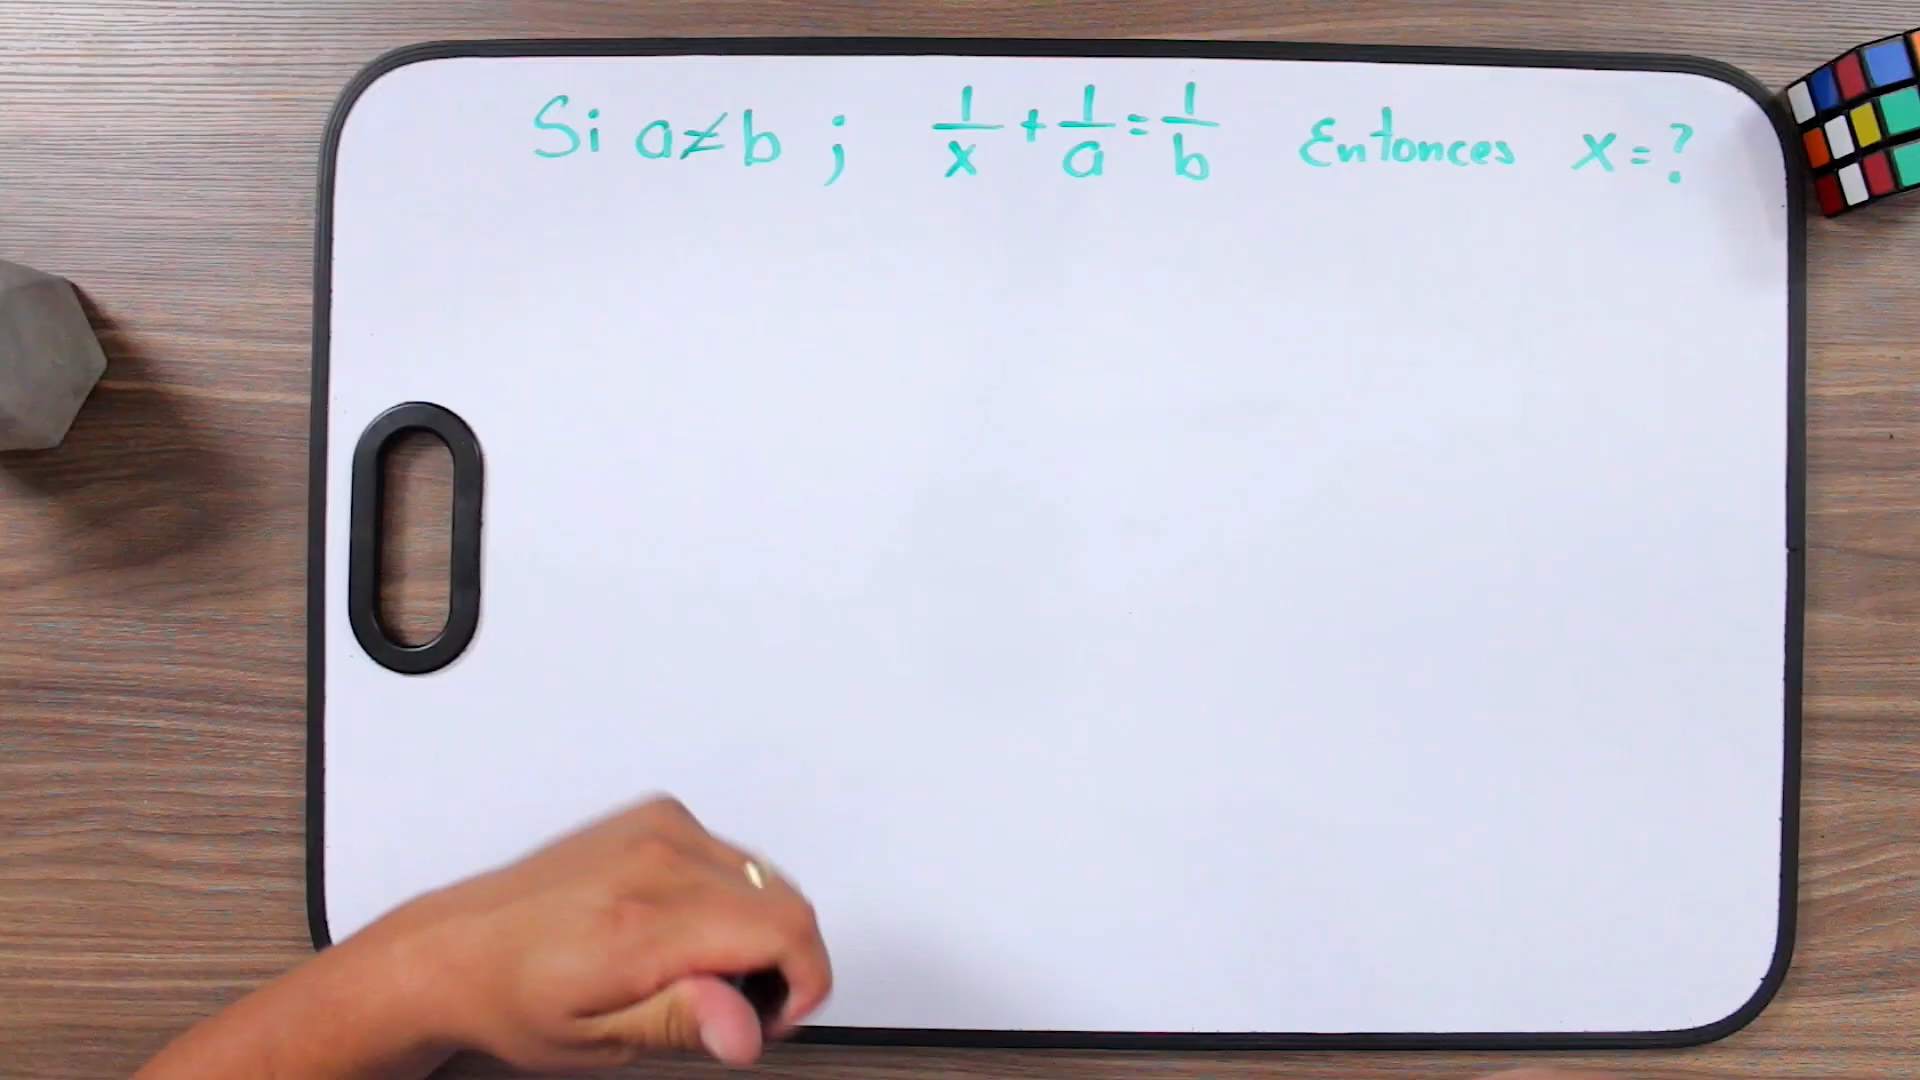 Si a≠b ; 1/x + 1/a = 1/b Entonces x = ?